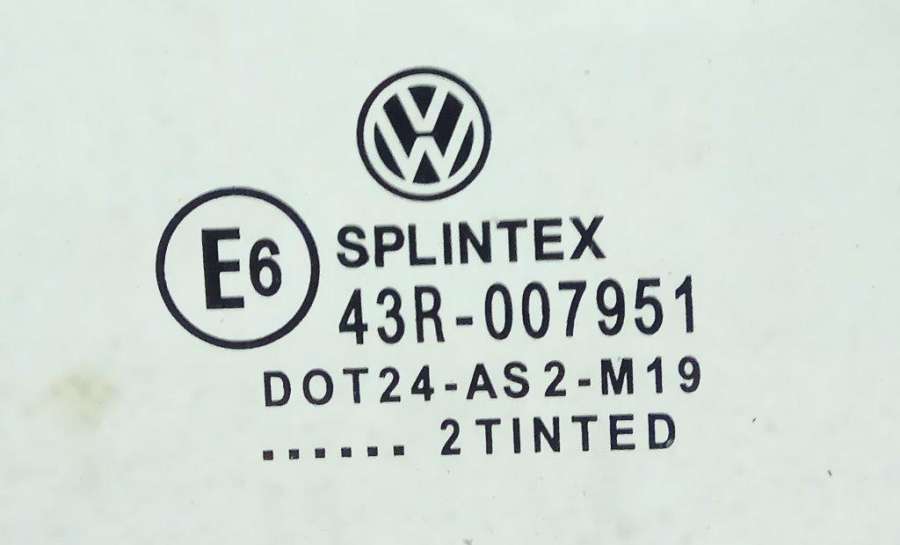 E6
SPLINTEX
43R-007951
DOT24-AS2-M19
...... 2TINTED